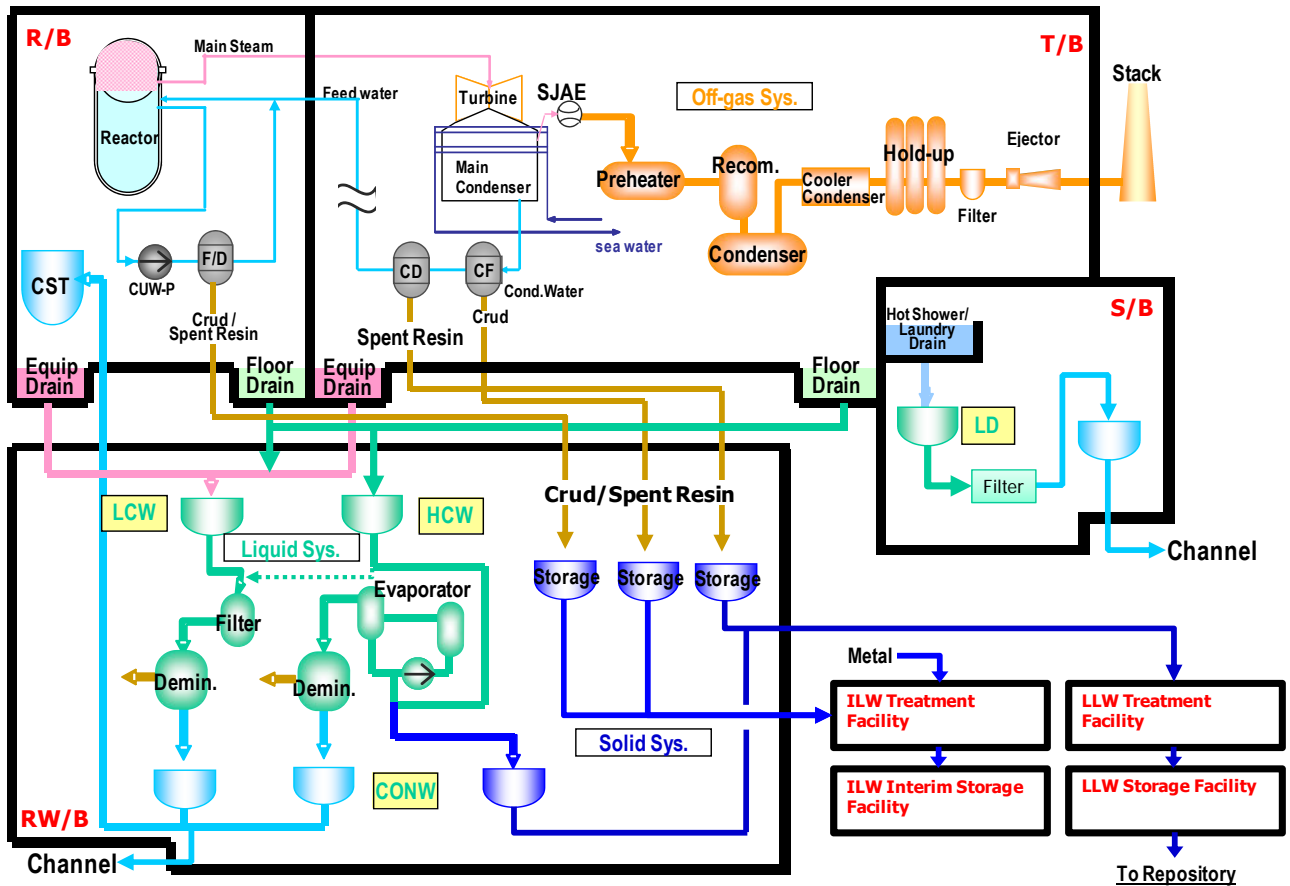 R/B
Main Steam
T/B
Stack
Feed water
Turbine
SJAE
Off-gas Sys.
Reactor
Main
Condenser
Preheater
Recom.
Cooler
Condenser
Hold-up
Ejector
Filter
sea water
Condenser
CST
CUW-P
F/D
CD
CF
Cond.Water
Crud /
Spent Resin
Spent Resin
Crud
S/B
Hot Shower/
Laundry
Drain
Equip
Drain
Floor
Drain
Equip
Drain
Floor
Drain
LD
Filter
Channel
LCW
HCW
Crud/Spent Resin
Liquid Sys.
Evaporator
Storage
Storage
Storage
Filter
Demin.
Demin.
Metal
ILW Treatment
Facility
LLW Treatment
Facility
Solid Sys.
CONW
ILW Interim Storage
Facility
LLW Storage Facility
RW/B
Channel
To Repository